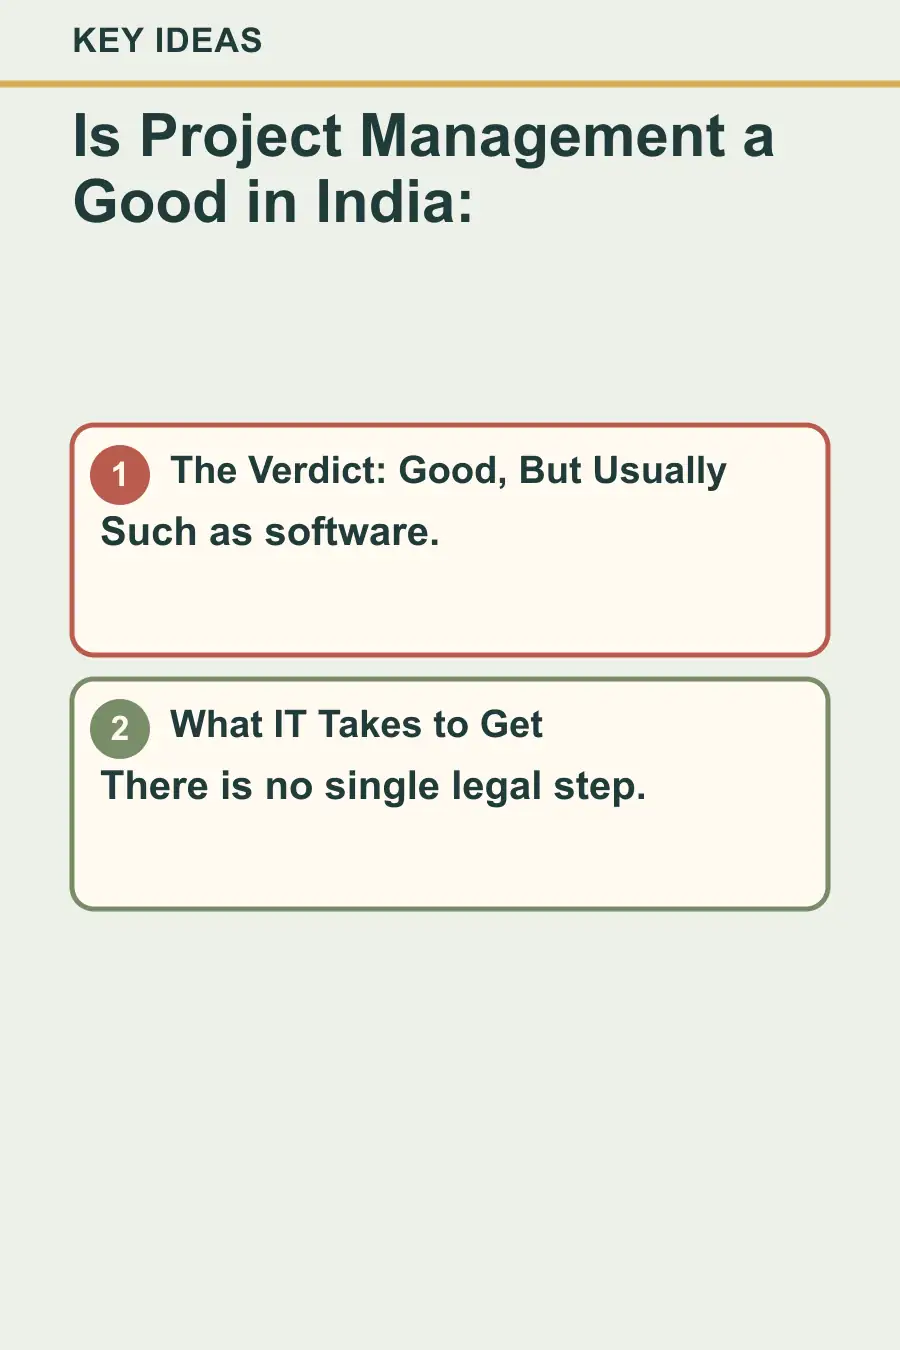 KEY IDEAS
Is Project Management a
Good in India:
1 The Verdict: Good, But Usually
Such as software.
2 What IT Takes to Get
There is no single legal step.